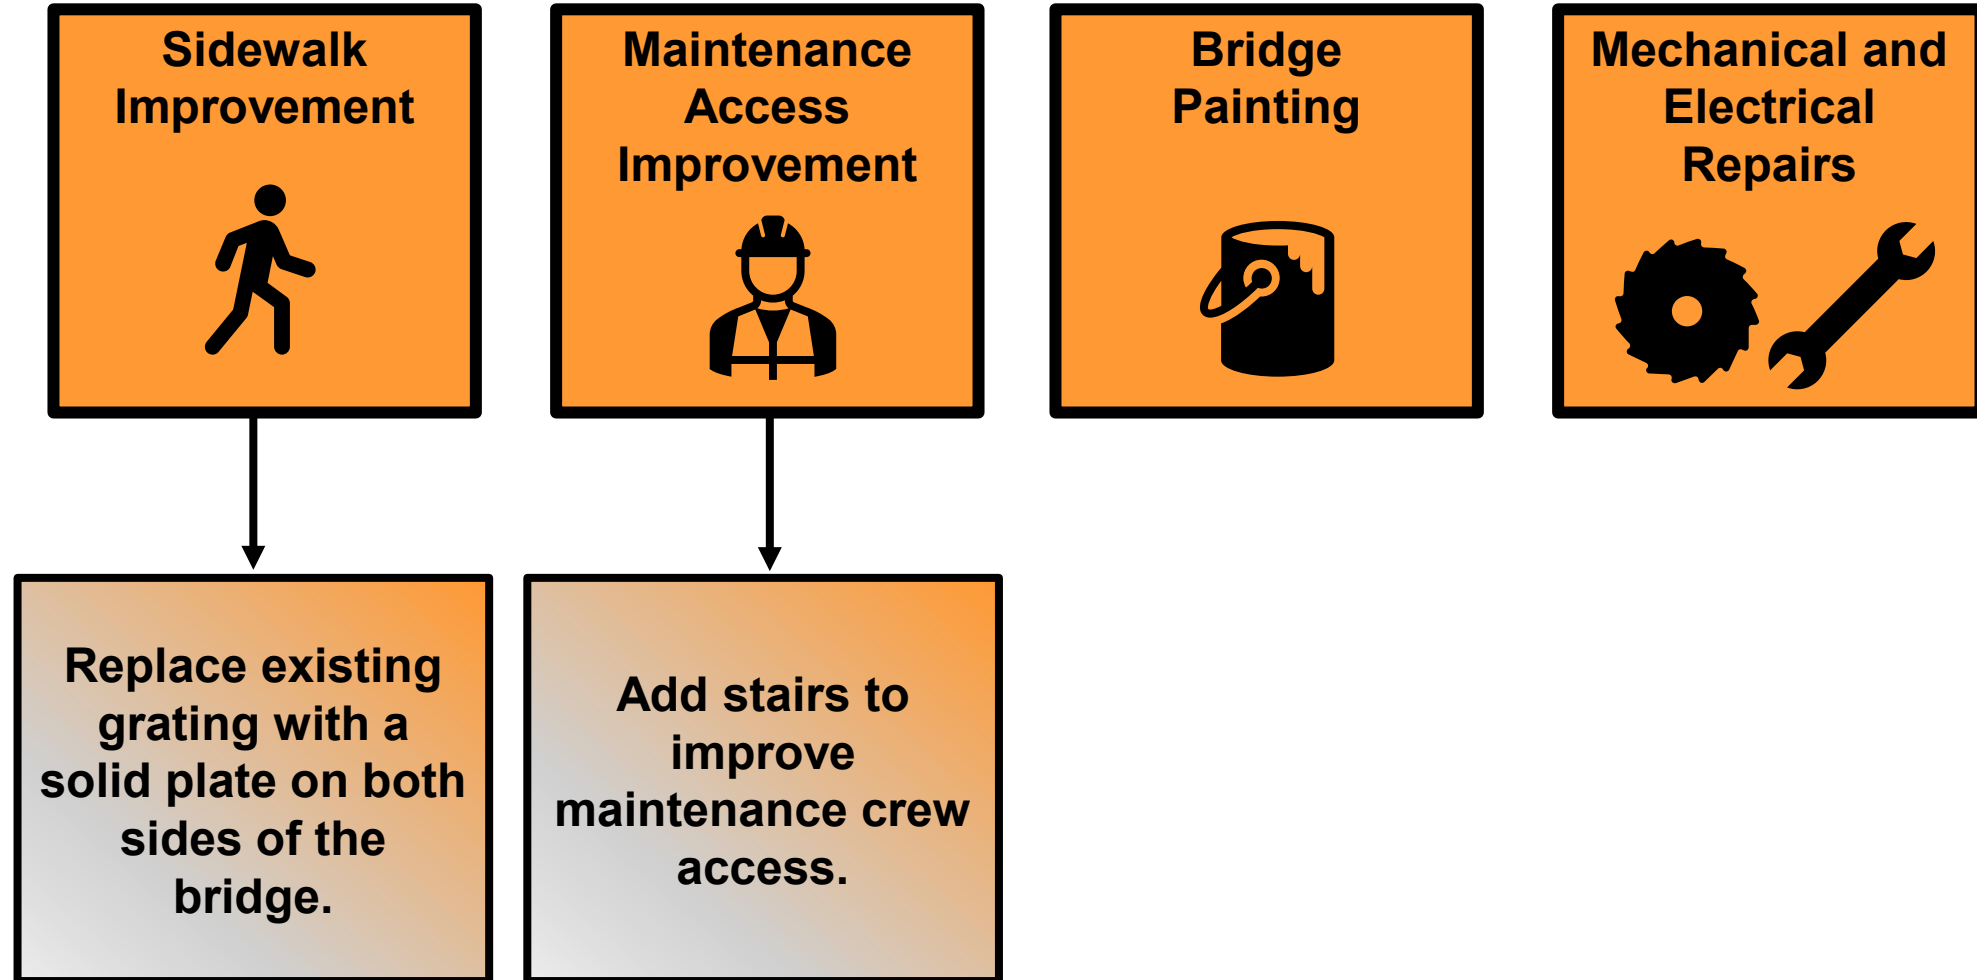 Sidewalk
Improvement
Maintenance
Access
Improvement
Bridge
Painting
Mechanical and
Electrical
Repairs
Replace existing
grating with a
solid plate on both
sides of the
bridge.
Add stairs to
improve
maintenance crew
access.